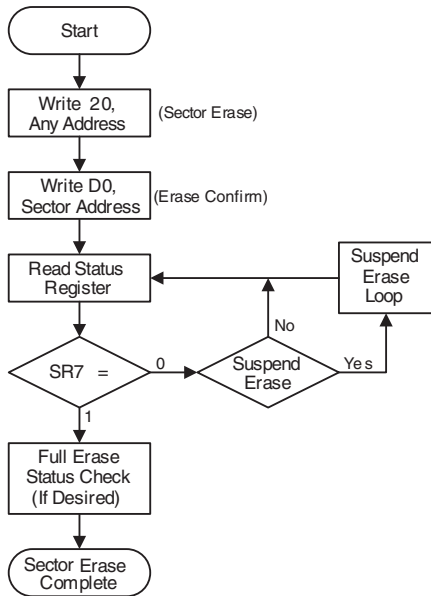 Start
Write 20,
Any Address
(Sector Erase)
Write D0,
Sector Address
(Erase Confirm)
Read Status
Register
Suspend
Erase
Loop
No
SR7 =
0
Suspend
Erase
Yes
1
Full Erase
Status Check
(If Desired)
Sector Erase
Complete